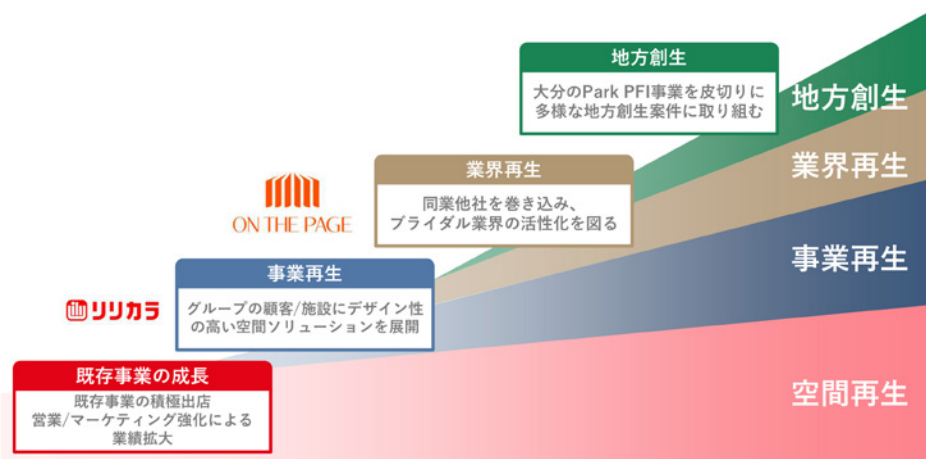 地方創生
大分のPark PFI事業を皮切りに
多様な地方創生案件に取り組む
地方創生
業界再生
同業他社を巻き込み、
ブライダル業界の活性化を図る
業界再生
ON THE PAGE
事業再生
グループの顧客/施設にデザイン性
の高い空間ソリューションを展開
事業再生
リリカラ
既存事業の成長
既存事業の積極出店
営業/マーケティング強化による
業績拡大
空間再生